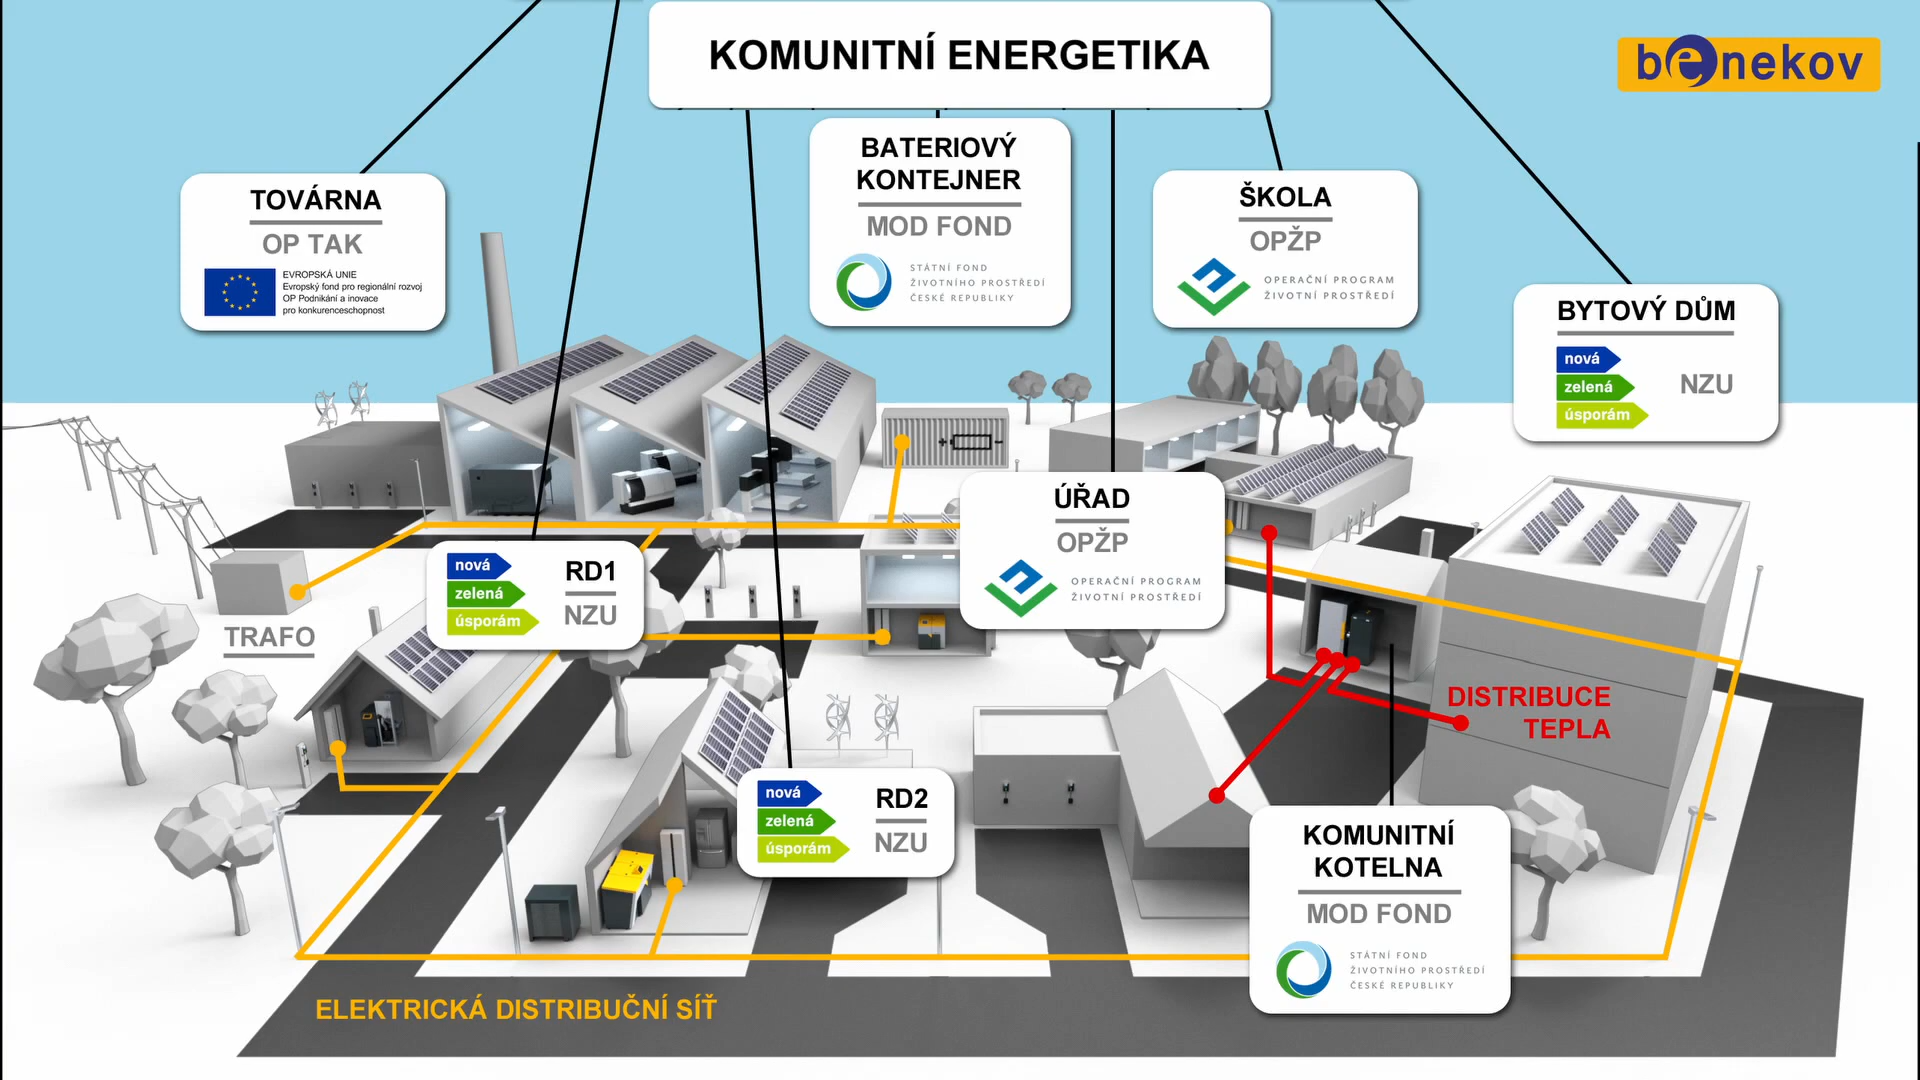 KOMUNITNÍ ENERGETIKA
benekov
TOVÁRNA
OP TAK
EVROPSKÁ UNIE
Evropský fond pro regionální rozvoj
OP Podnikání a inovace
pro konkurenceschopnost
BATERIOVÝ
KONTEJNER
MOD FOND
STÁTNÍ FOND
ŽIVOTNÍHO PROSTŘEDÍ
ČESKÉ REPUBLIKY
ŠKOLA
OPŽP
OPERAČNÍ PROGRAM
ŽIVOTNÍ PROSTŘEDÍ
BYTOVÝ DŮM
nová
zelená
úsporám
NZU
ÚŘAD
OPŽP
OPERAČNÍ PROGRAM
ŽIVOTNÍ PROSTŘEDÍ
nová
zelená
úsporám
RD1
NZU
TRAFO
DISTRIBUCE
TEPLA
nová
zelená
úsporám
RD2
NZU
KOMUNITNÍ
KOTELNA
MOD FOND
STÁTNÍ FOND
ŽIVOTNÍHO PROSTŘEDÍ
ČESKÉ REPUBLIKY
ELEKTRICKÁ DISTRIBUČNÍ SÍŤ